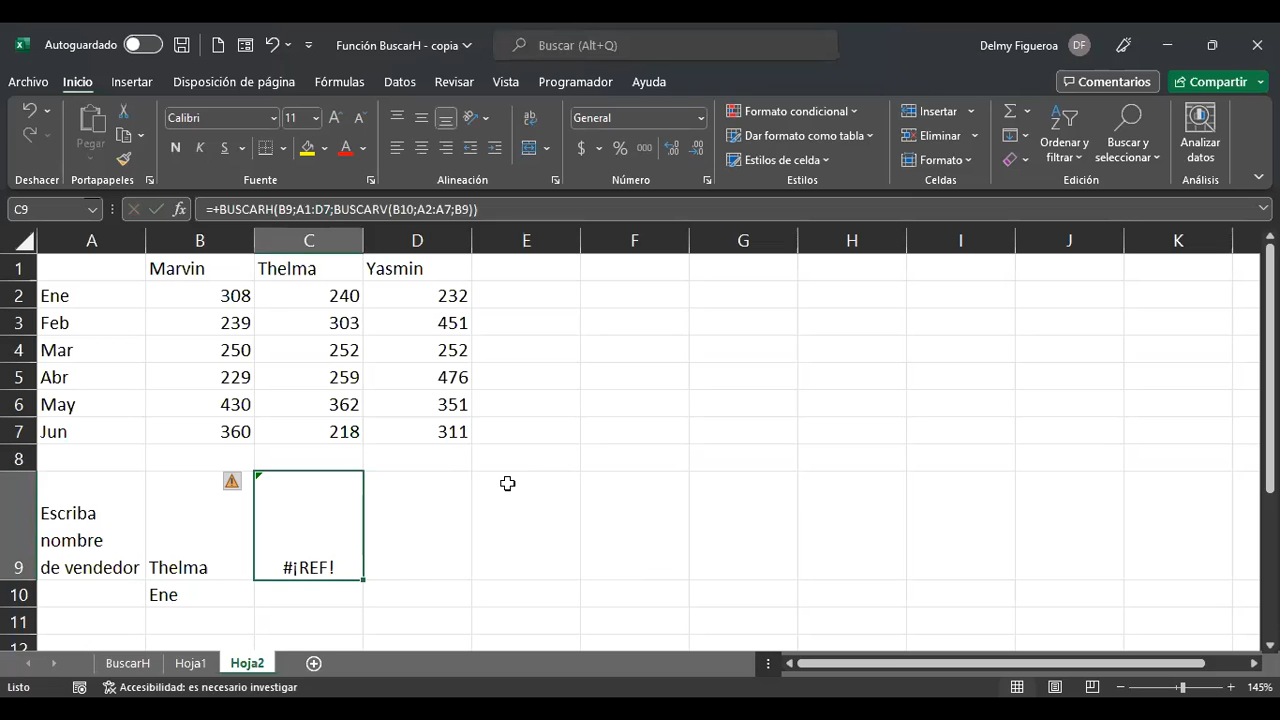 Autoguardado
Función BuscarH - copia
Buscar (Alt+Q)
Delmy Figueroa
DF
Archivo Inicio Insertar Disposición de página Fórmulas Datos Revisar Vista Programador Ayuda
Comentarios
Compartir
Pegar
Calibri
11
N K S
General
$ % 000
Formato condicional
Dar formato como tabla
Estilos de celda
Insertar
Eliminar
Formato
Ordenar y
filtrar
Buscar y
seleccionar
Analizar
datos
Deshacer Portapapeles Fuente Alineación Número Estilos Celdas Edición Análisis
C9
fx
=+BUSCARH(B9;A1:D7;BUSCARV(B10;A2:A7;B9))
A B C D E F G H I J K
1 Marvin Thelma Yasmin
2 Ene 308 240 232
3 Feb 239 303 451
4 Mar 250 252 252
5 Abr 229 259 476
6 May 430 362 351
7 Jun 360 218 311
8
Escriba
nombre
9 de vendedor Thelma #¡REF!
10 Ene
11
12
BuscarH Hoja1 Hoja2
Listo
Accesibilidad: es necesario investigar
145%